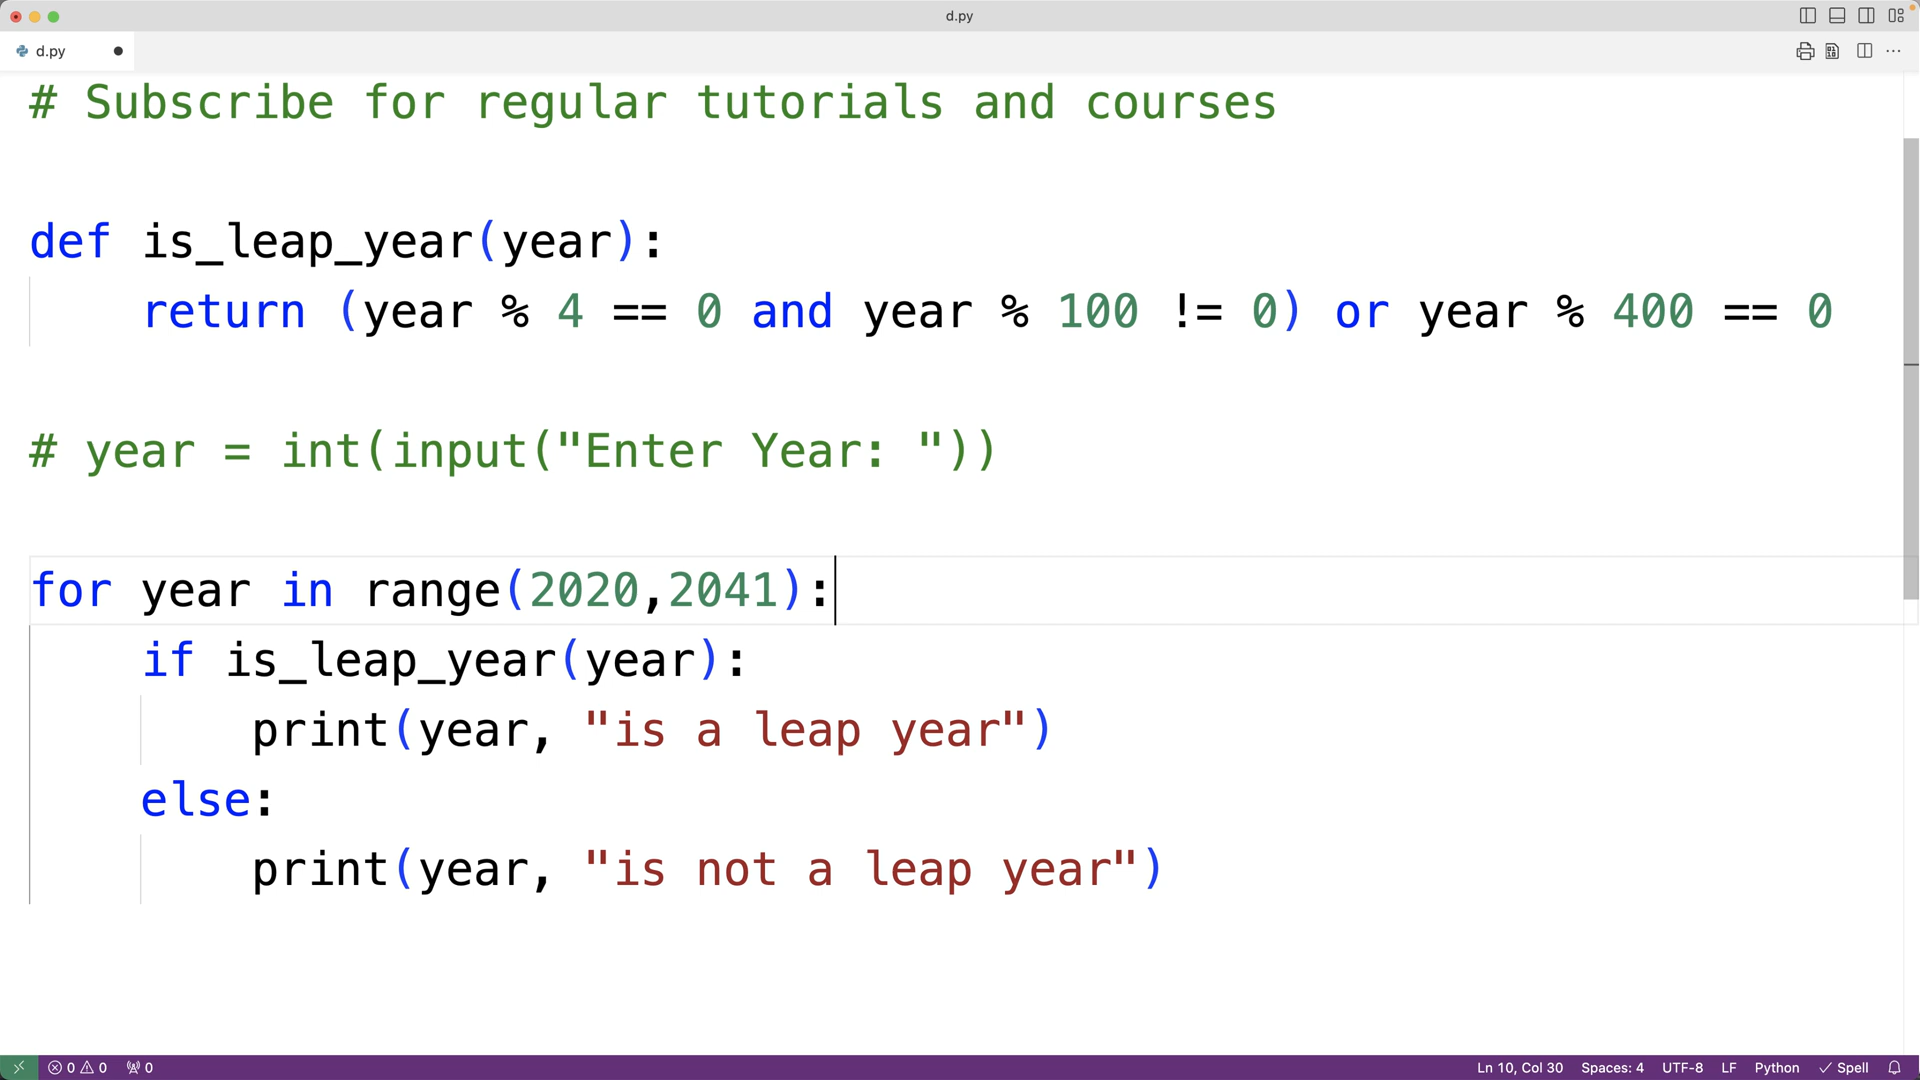 d.py
d.py
# Subscribe for regular tutorials and courses
def is_leap_year(year):
    return (year % 4 == 0 and year % 100 != 0) or year % 400 == 0
# year = int(input("Enter Year: "))
for year in range(2020,2041):
    if is_leap_year(year):
        print(year, "is a leap year")
    else:
        print(year, "is not a leap year")
0 0 0 Ln 10, Col 30 Spaces: 4 UTF-8 LF Python Spell